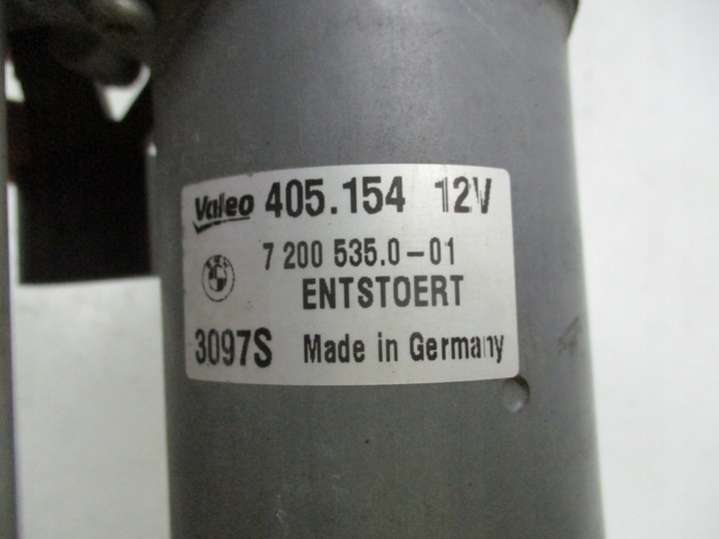 Valeo 405.154 12V
7 200 535.0-01
ENTSTOERT
3097S Made in Germany